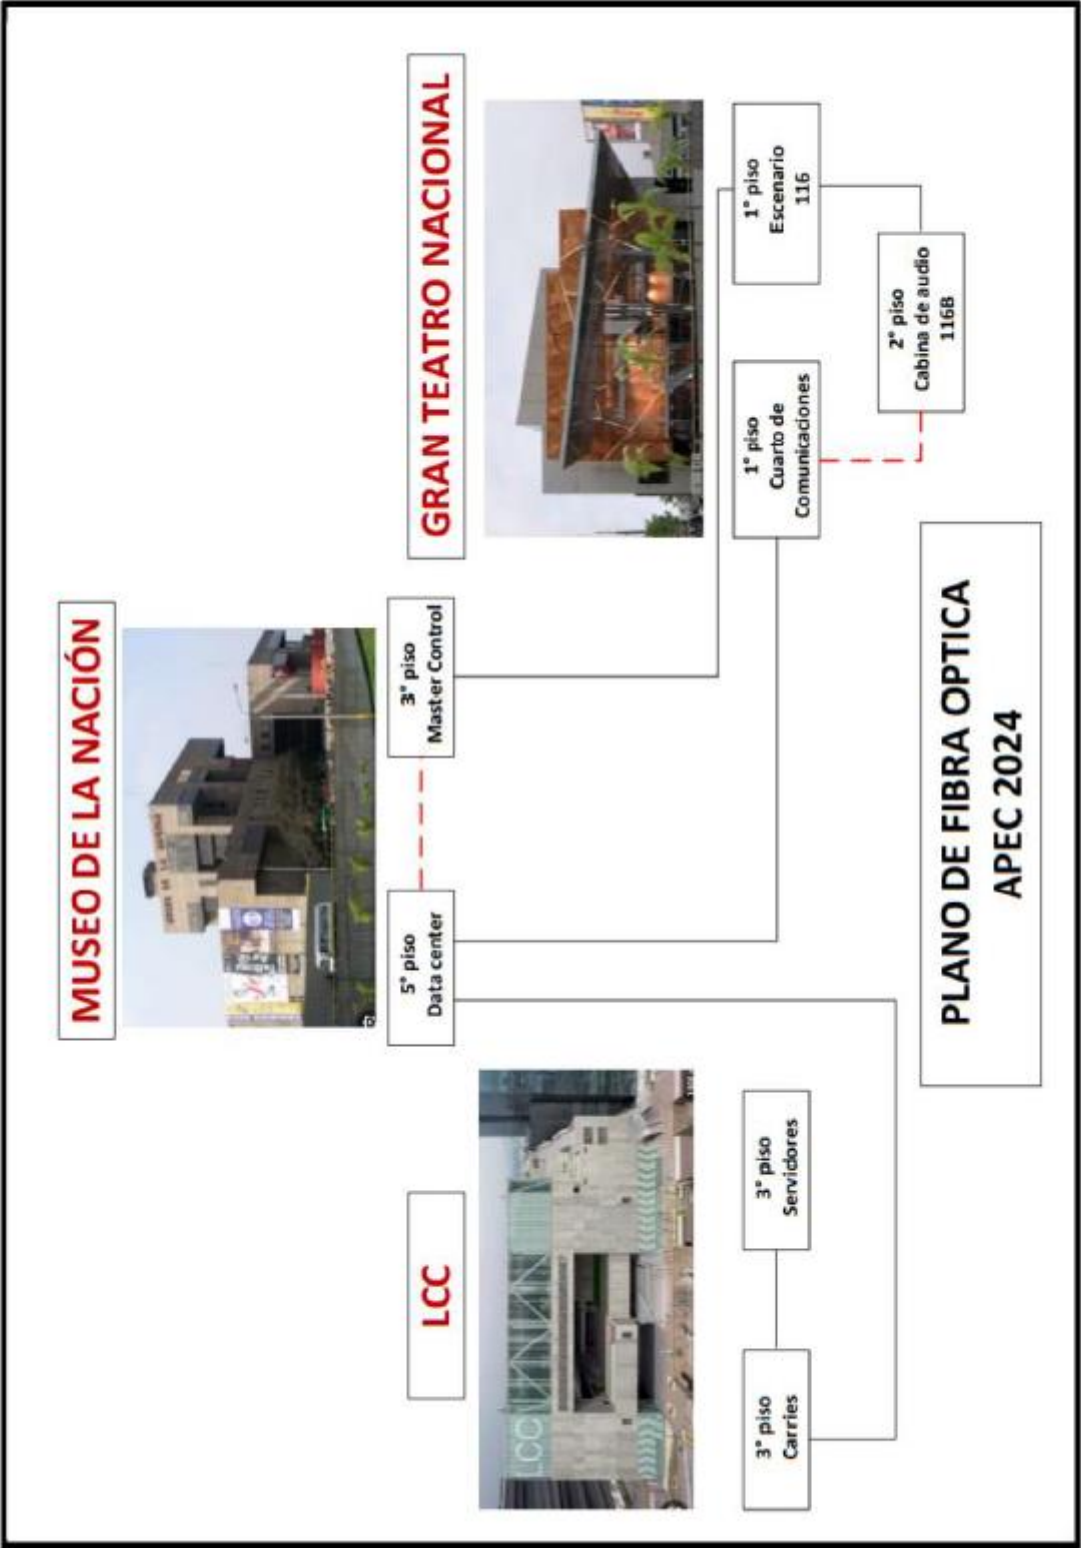 MUSEO DE LA NACIÓN
5° piso
Data center
3° piso
Master Control
LCC
LCC
3° piso
Carries
3° piso
Servidores
GRAN TEATRO NACIONAL
1° piso
Cuarto de
Comunicaciones
1° piso
Escenario
116
2° piso
Cabina de audio
116B
PLANO DE FIBRA OPTICA
APEC 2024